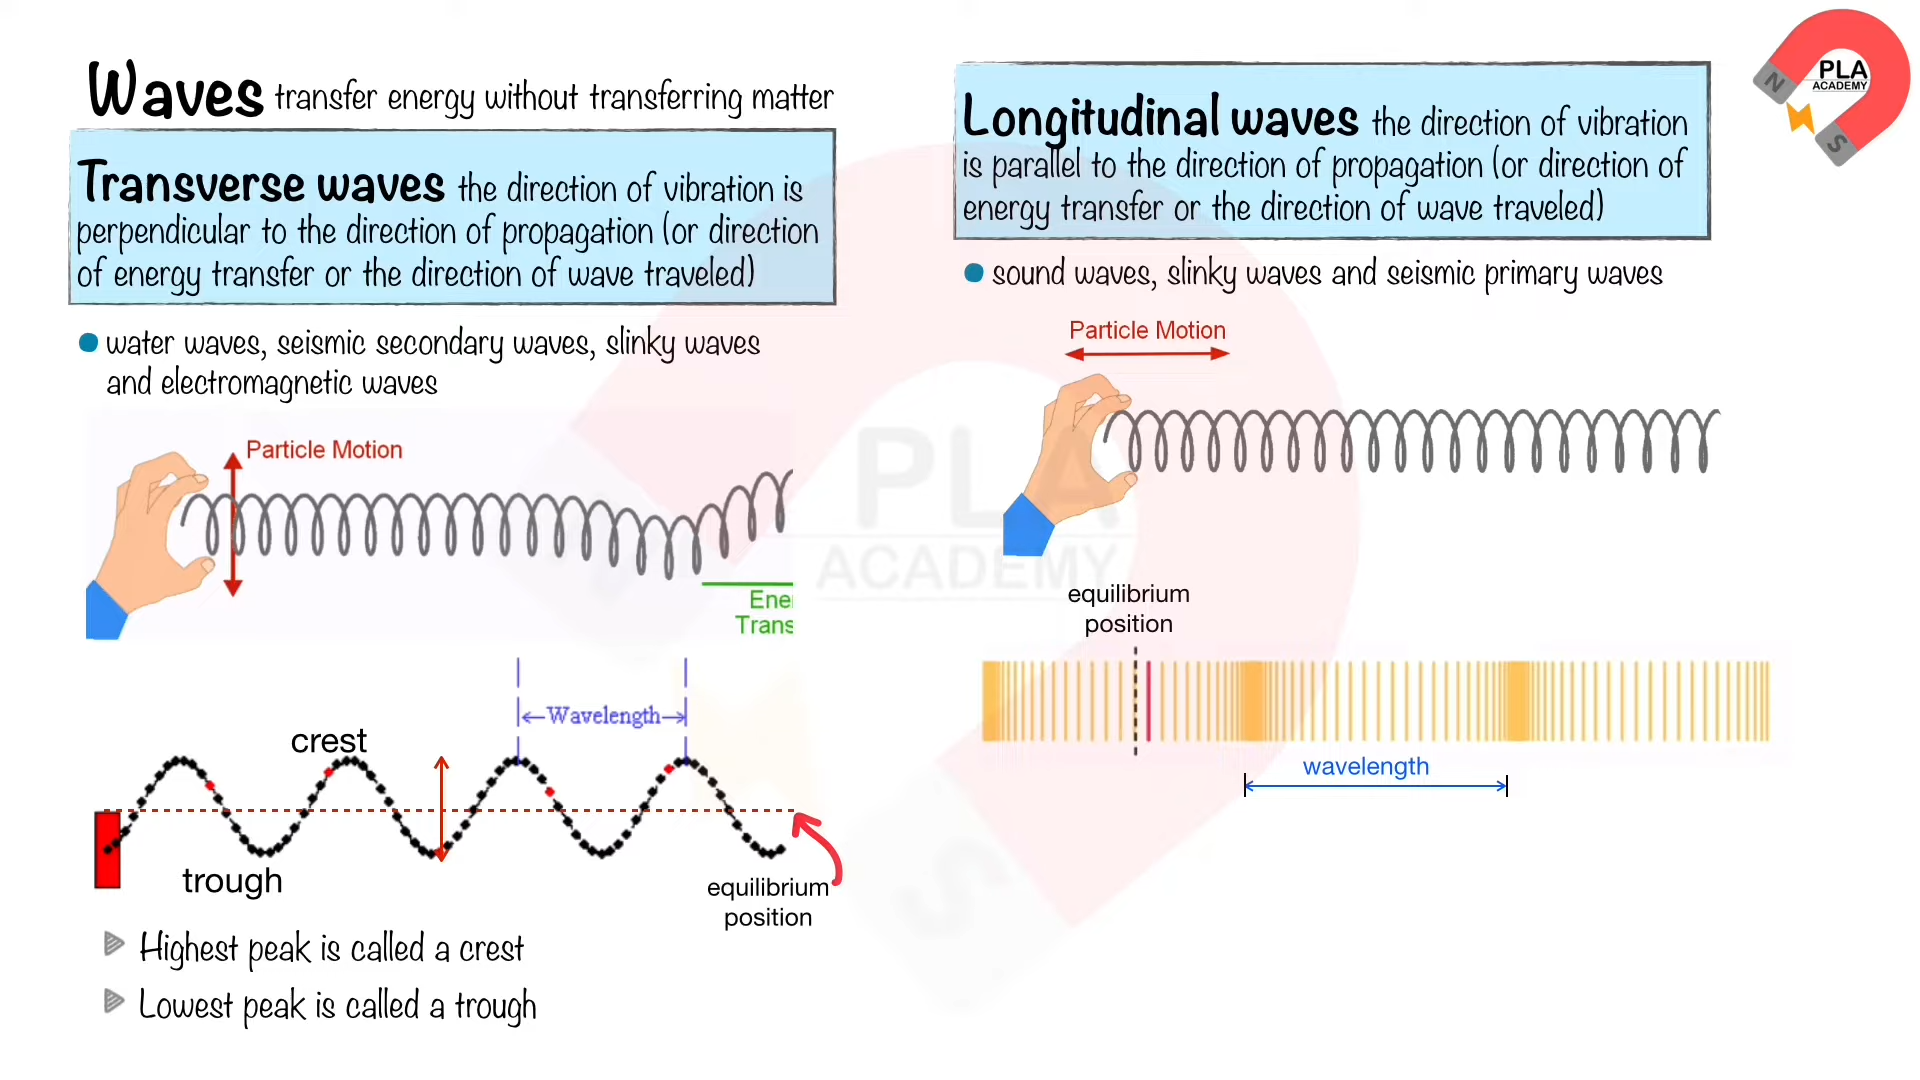 Waves transfer energy without transferring matter
Transverse waves the direction of vibration is
perpendicular to the direction of propagation (or direction
of energy transfer or the direction of wave traveled)
water waves, seismic secondary waves, slinky waves
and electromagnetic waves
Particle Motion
Ene
Trans
Wavelength
crest
trough
equilibrium
position
Highest peak is called a crest
Lowest peak is called a trough
Longitudinal waves the direction of vibration
is parallel to the direction of propagation (or direction of
energy transfer or the direction of wave traveled)
sound waves, slinky waves and seismic primary waves
Particle Motion
equilibrium
position
wavelength
N
PLA
ACADEMY
S
PLA
ACADEMY
S